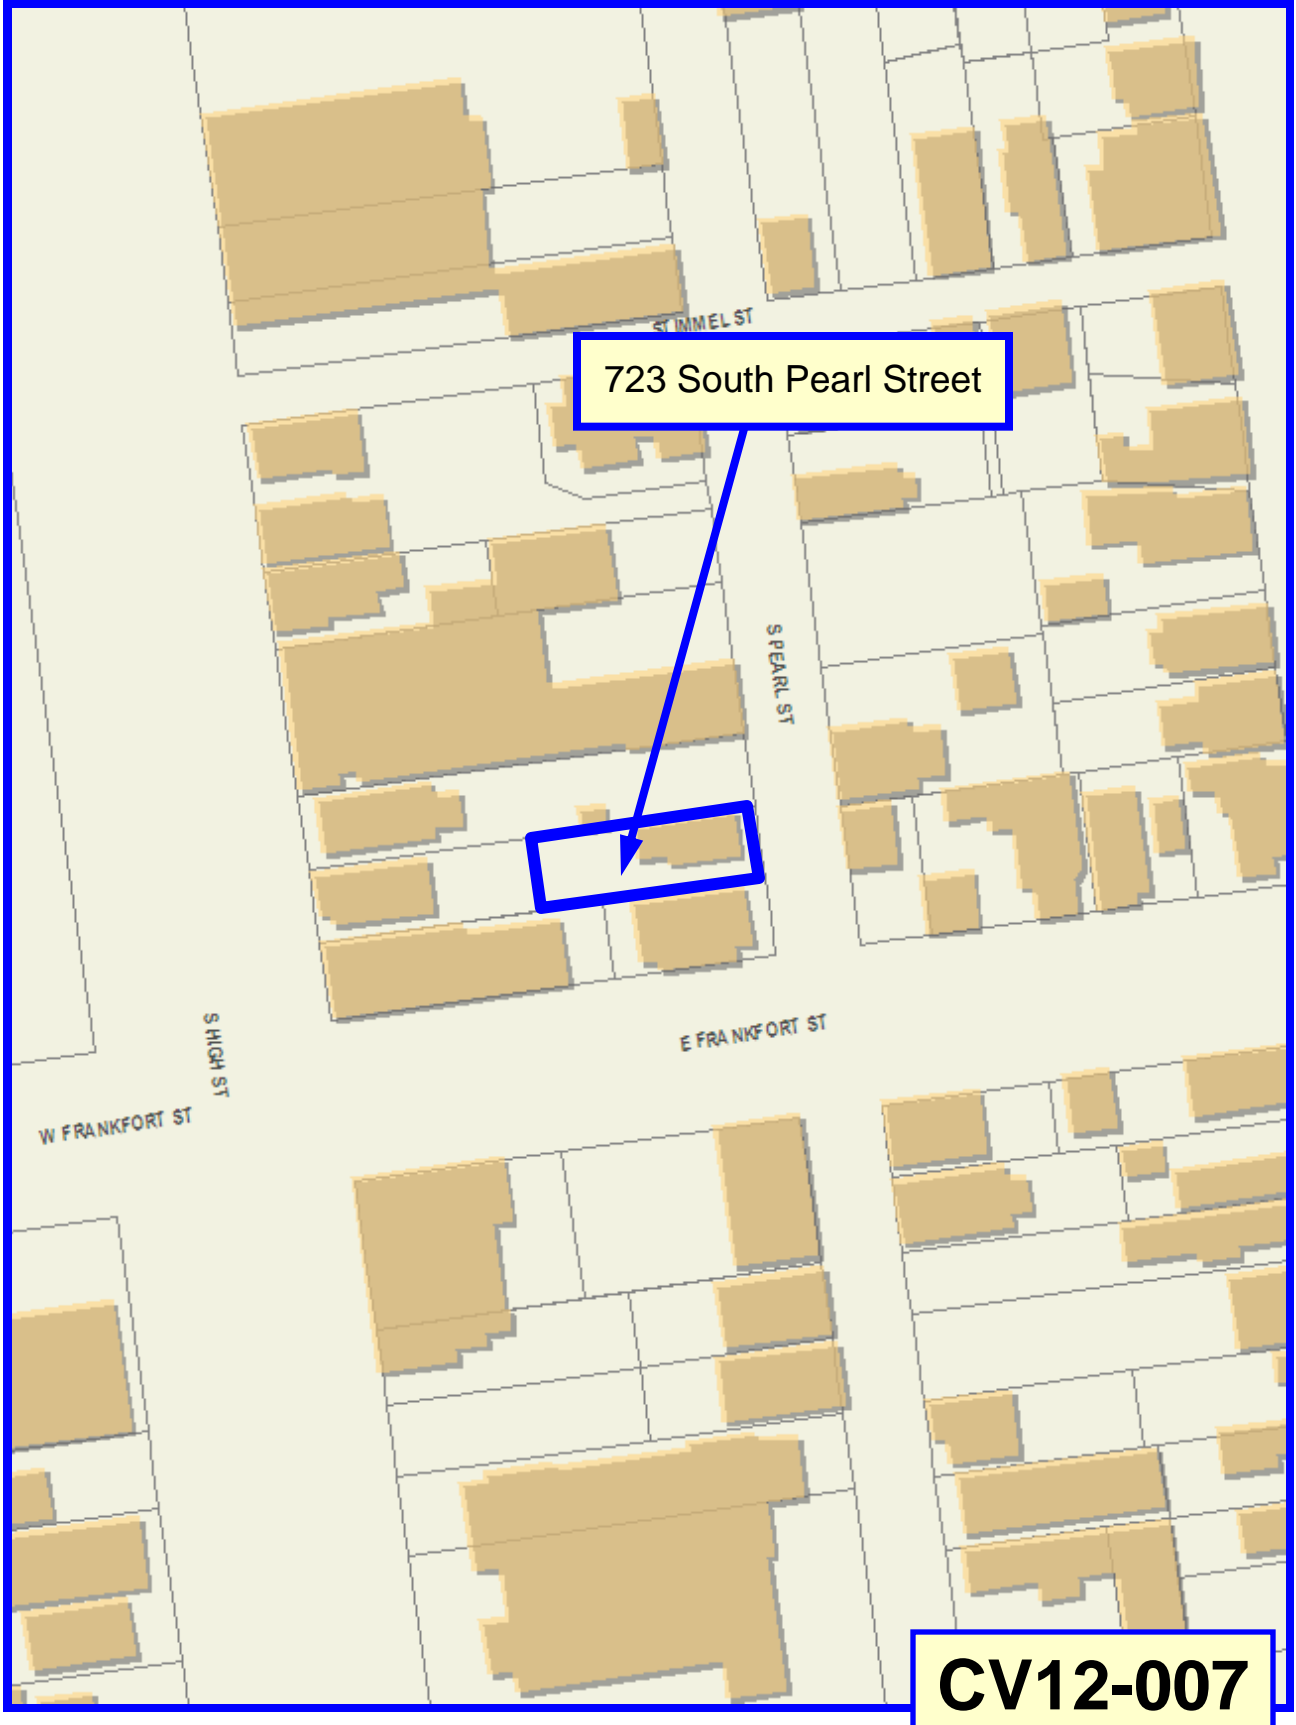 STIMMEL ST
723 South Pearl Street
S PEARL ST
S HIGH ST
E FRANKFORT ST
W FRANKFORT ST
CV12-007